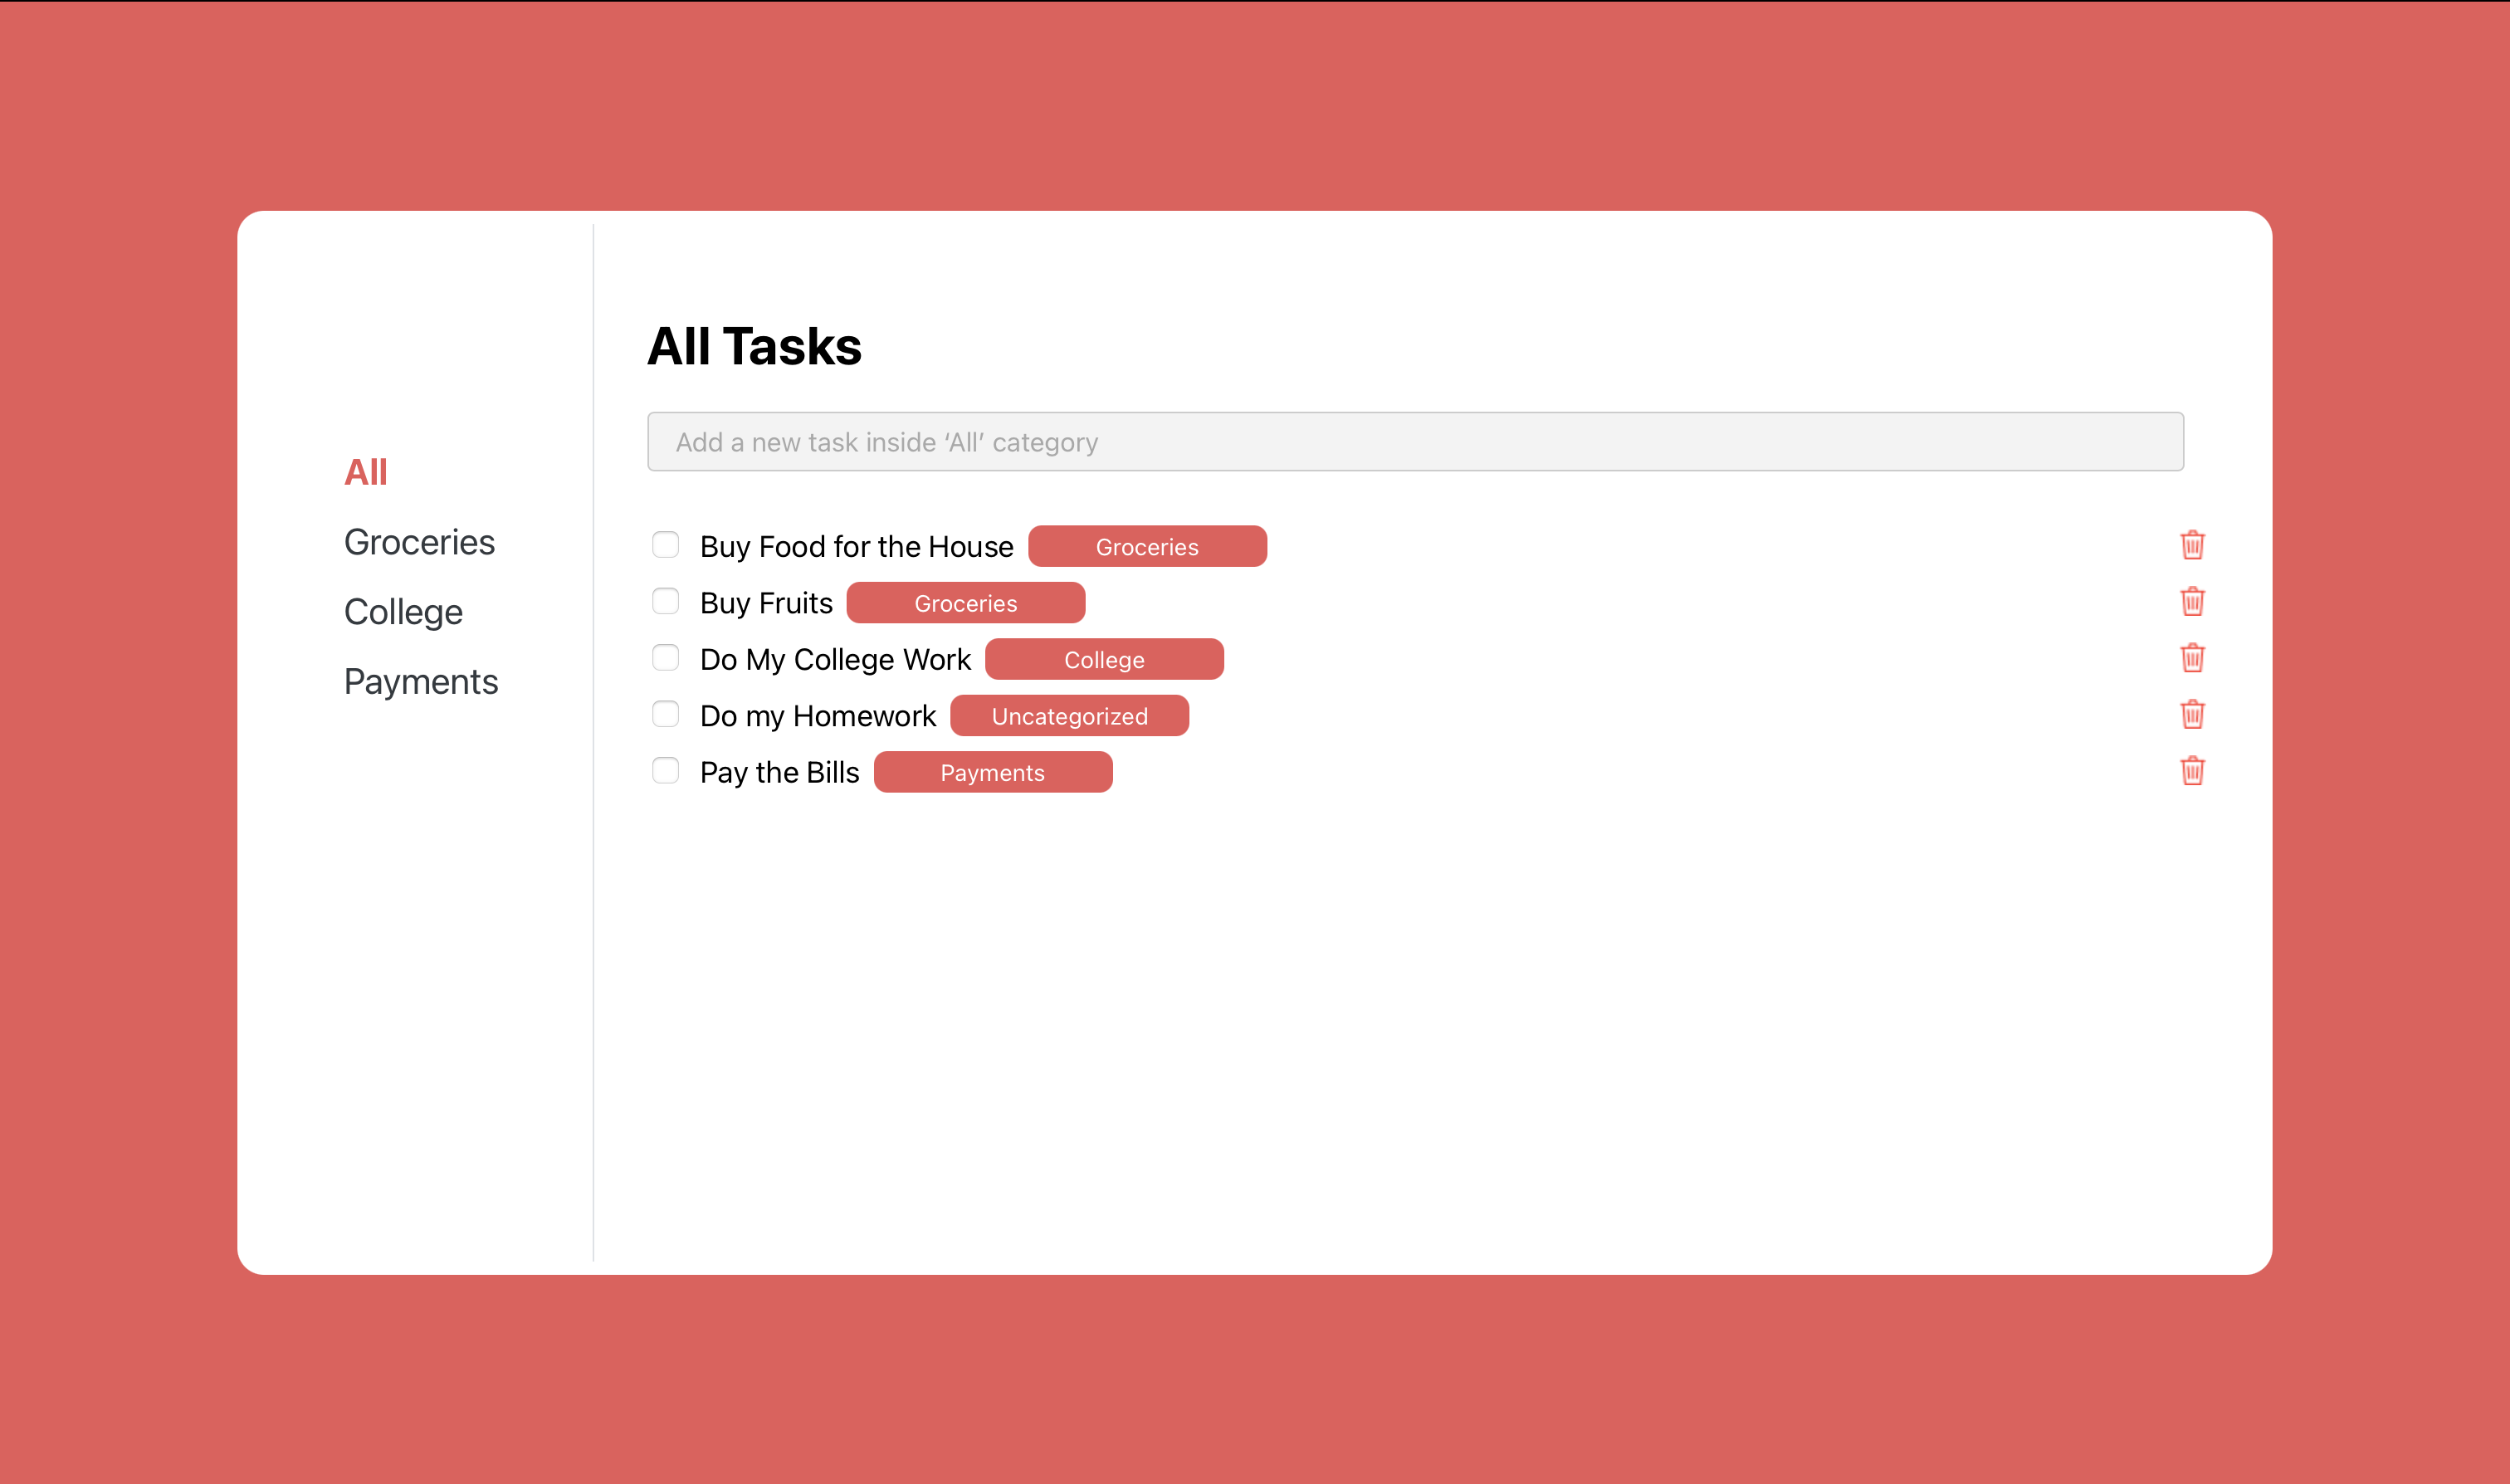 All
Groceries
College
Payments
All Tasks
Add a new task inside ‘All’ category
Buy Food for the House Groceries
Buy Fruits Groceries
Do My College Work College
Do my Homework Uncategorized
Pay the Bills Payments